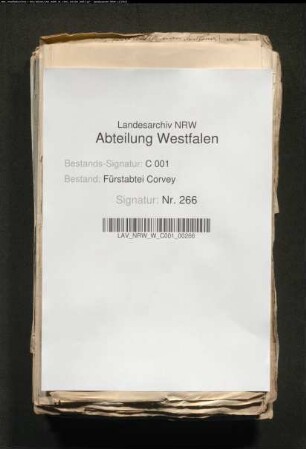 Landesarchiv NRW
Abteilung Westfalen
Bestands-Signatur: C 001
Bestand: Fürstabtei Corvey
Signatur: Nr. 266
LAV_NRW_W_C001_00266